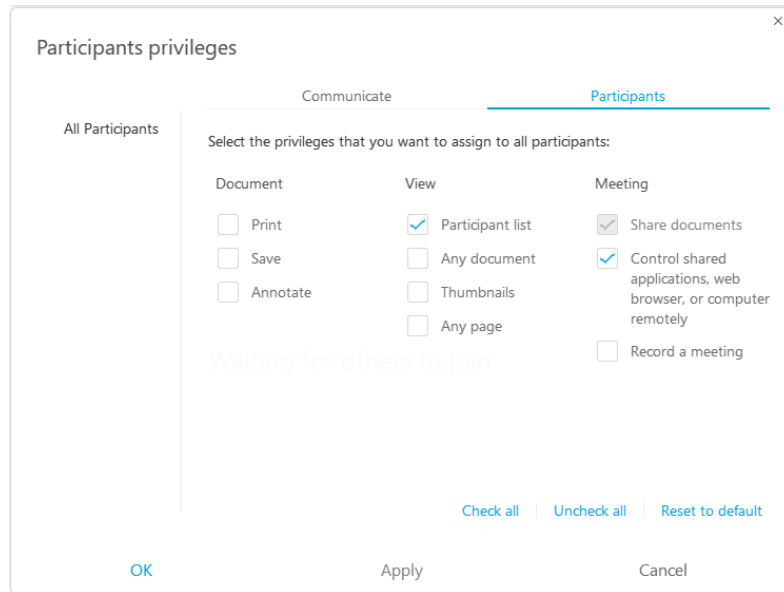 ×
Participants privileges
Communicate
Participants
All Participants
Select the privileges that you want to assign to all participants:
Document
View
Meeting
Print
Participant list
Share documents
Save
Any document
Control shared
applications, web
browser, or computer
remotely
Annotate
Thumbnails
Any page
Record a meeting
Waiting for others to join
Check all
Uncheck all
Reset to default
OK
Apply
Cancel